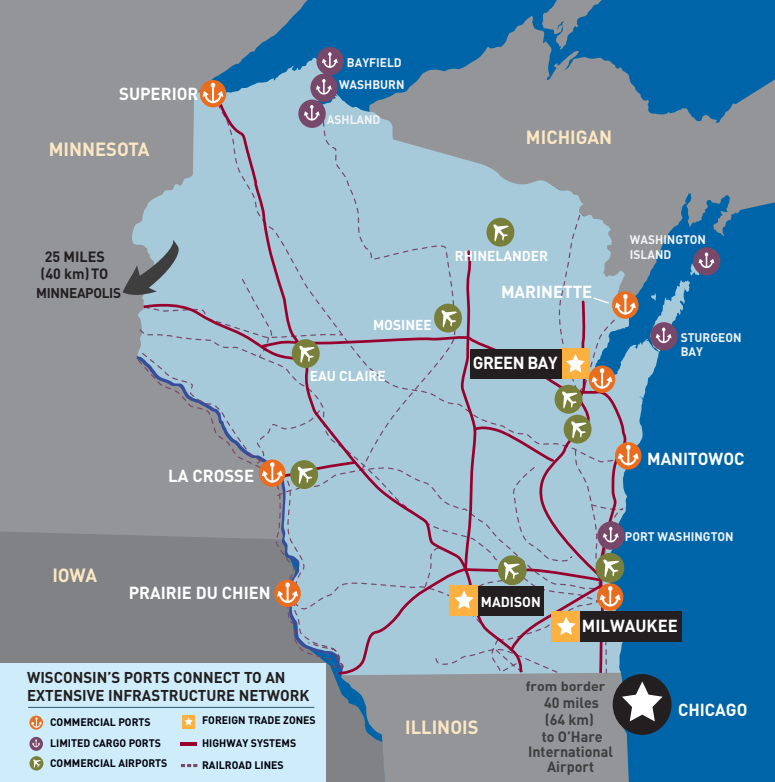 BAYFIELD
WASHBURN
SUPERIOR
ASHLAND
MICHIGAN
MINNESOTA
WASHINGTON
ISLAND
RHINELANDER
25 MILES
(40 km) TO
MINNEAPOLIS
MARINETTE
MOSINEE
STURGEON
BAY
GREEN BAY
EAU CLAIRE
MANITOWOC
LA CROSSE
PORT WASHINGTON
IOWA
PRAIRIE DU CHIEN
MADISON
MILWAUKEE
WISCONSIN'S PORTS CONNECT TO AN
EXTENSIVE INFRASTRUCTURE NETWORK
COMMERCIAL PORTS
LIMITED CARGO PORTS
COMMERCIAL AIRPORTS
FOREIGN TRADE ZONES
HIGHWAY SYSTEMS
RAILROAD LINES
ILLINOIS
from border
40 miles
(64 km)
to O'Hare
International
Airport
CHICAGO